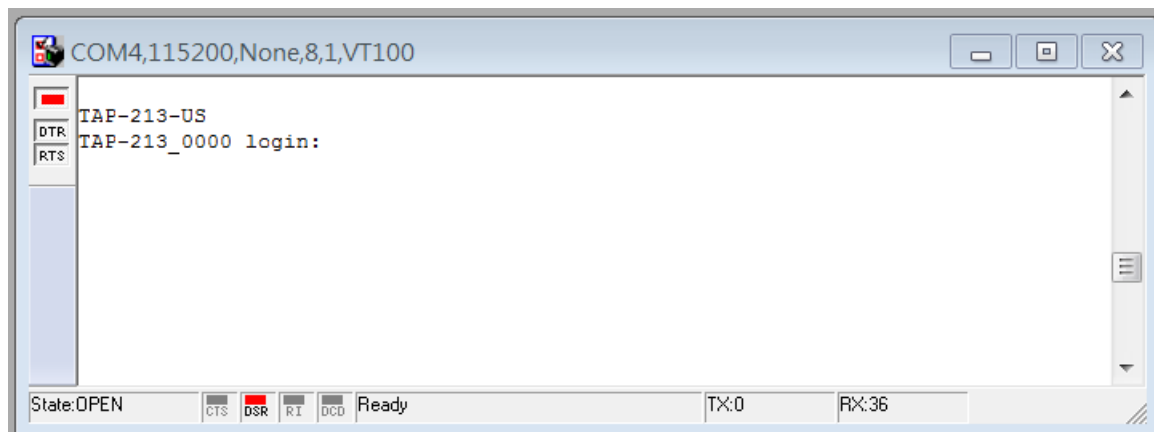 COM4,115200,None,8,1,VT100
TAP-213-US
DTR
TAP-213_0000 login:
RTS
State:OPEN CTS DSR RI DCD Ready TX:0 RX:36